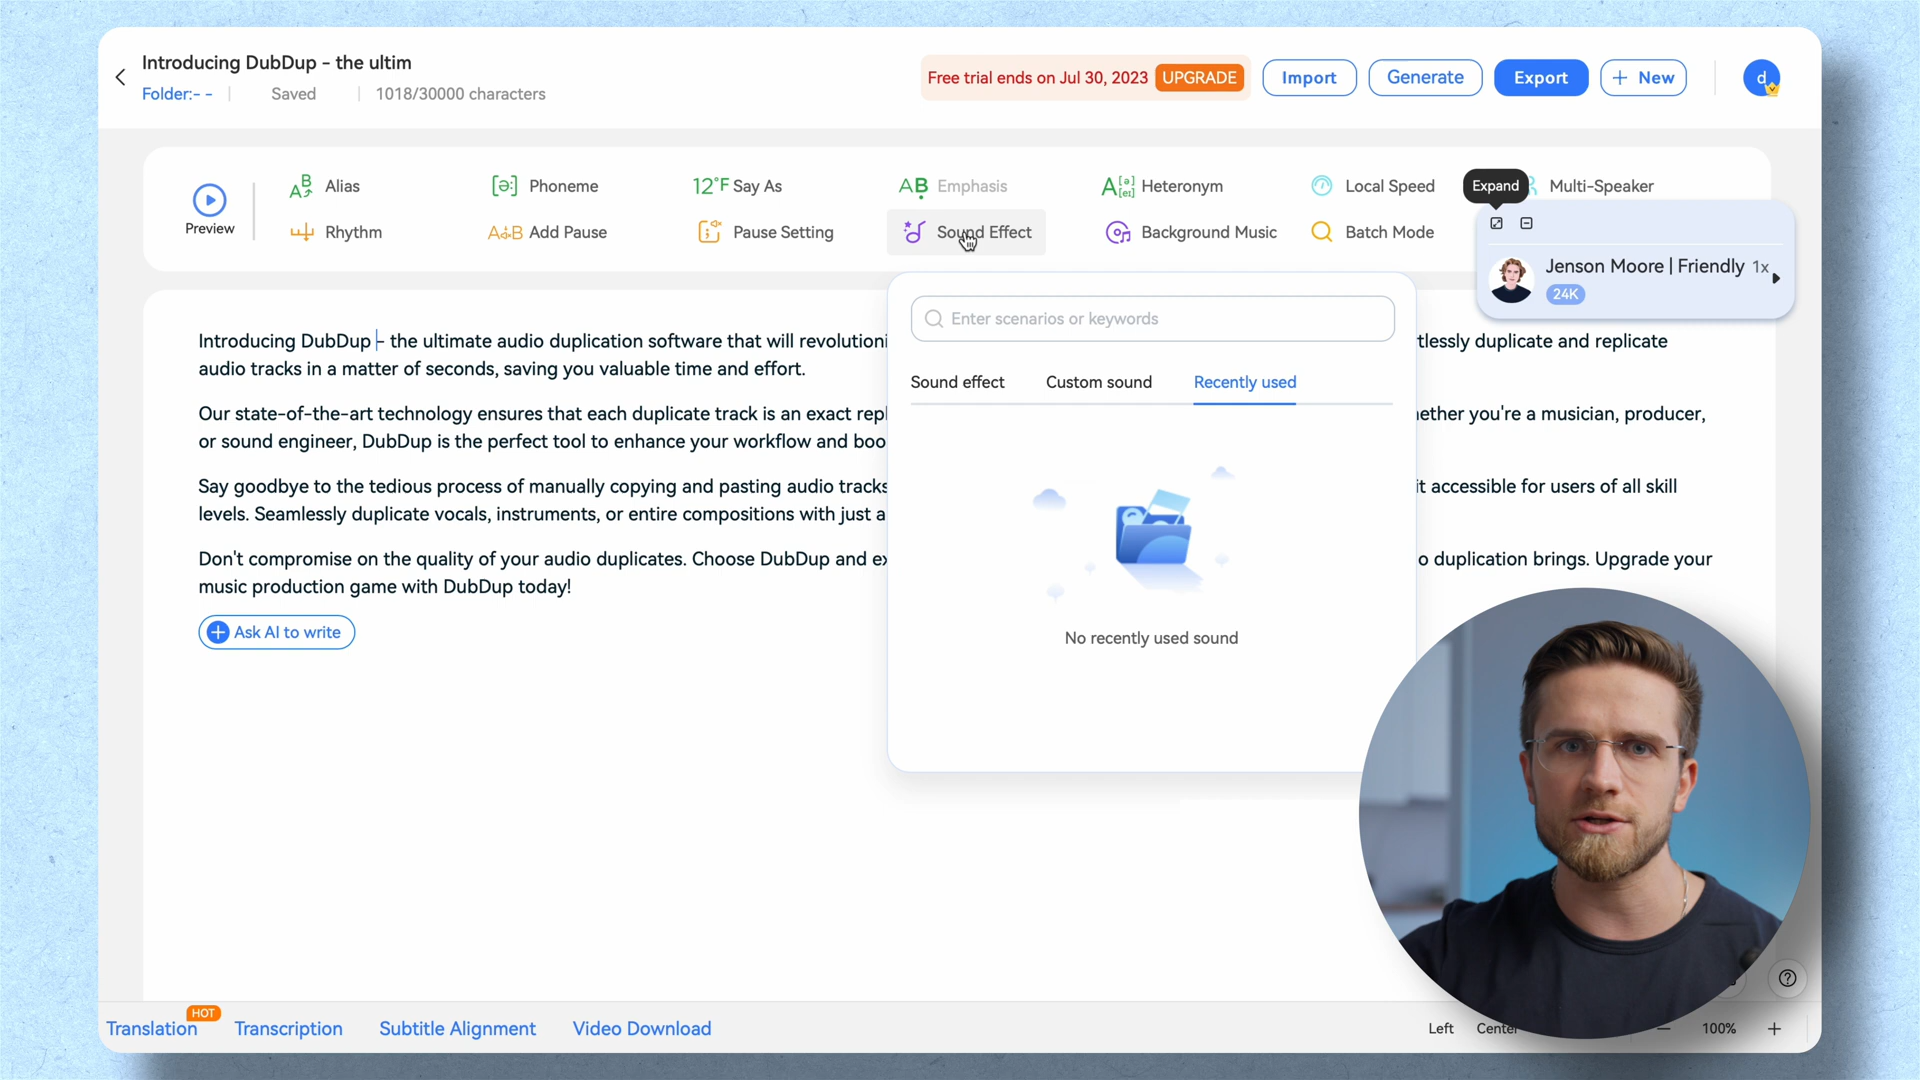 Introducing DubDup - the ultim
Folder:- - Saved 1018/30000 characters
Free trial ends on Jul 30, 2023 UPGRADE Import Generate Export + New d
Preview
Alias Phoneme 12°F Say As AB Emphasis Heteronym Local Speed Expand Multi-Speaker
Rhythm Add Pause Pause Setting Sound Effect Background Music Batch Mode
Jenson Moore | Friendly 1x
24K
Enter scenarios or keywords
Sound effect Custom sound Recently used
No recently used sound
Introducing DubDup - the ultimate audio duplication software that will duplicate and replicate
audio tracks in a matter of seconds, saving you valuable time and effort.
Our state-of-the-art technology ensures that each duplicate track is an exact you're a musician, producer,
or sound engineer, DubDup is the perfect tool to enhance your workflow and
Say goodbye to the tedious process of manually copying and pasting audio tracks it accessible for users of all skill
levels. Seamlessly duplicate vocals, instruments, or entire compositions with just a
Don't compromise on the quality of your audio duplicates. Choose DubDup and duplication brings. Upgrade your
music production game with DubDup today!
+ Ask AI to write
HOT
Translation Transcription Subtitle Alignment Video Download
Left Center — 100% +